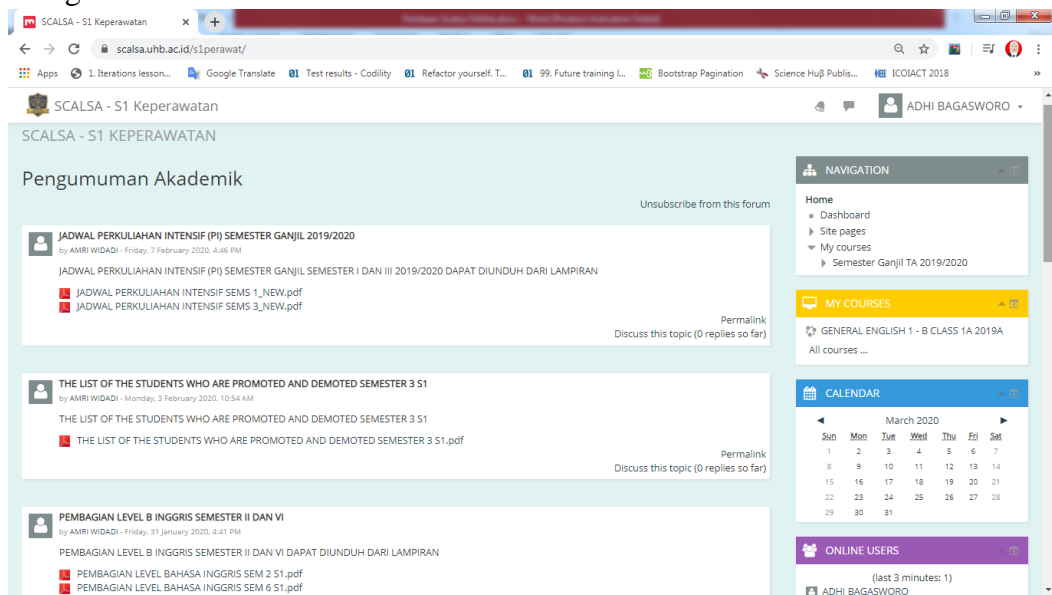 SCALSA - S1 Keperawatan
scalsa.uhb.ac.id/s1perawat/
Apps 1. Iterations lesson... Google Translate Test results - Codility Refactor yourself. T... 99. Future training l... Bootstrap Pagination Science Huβ Publis... ICOIACT 2018 »
SCALSA - S1 Keperawatan
ADHI BAGASWORO
SCALSA - S1 KEPERAWATAN
Pengumuman Akademik
Unsubscribe from this forum
JADWAL PERKULIAHAN INTENSIF (PI) SEMESTER GANJIL 2019/2020
by AMRI WIDADI - Friday, 7 February 2020, 4:46 PM
JADWAL PERKULIAHAN INTENSIF (PI) SEMESTER GANJIL SEMESTER I DAN III 2019/2020 DAPAT DIUNDUH DARI LAMPIRAN
JADWAL PERKULIAHAN INTENSIF SEMS 1_NEW.pdf
JADWAL PERKULIAHAN INTENSIF SEMS 3_NEW.pdf
Permalink
Discuss this topic (0 replies so far)
THE LIST OF THE STUDENTS WHO ARE PROMOTED AND DEMOTED SEMESTER 3 S1
by AMRI WIDADI - Monday, 3 February 2020, 10:54 AM
THE LIST OF THE STUDENTS WHO ARE PROMOTED AND DEMOTED SEMESTER 3 S1
THE LIST OF THE STUDENTS WHO ARE PROMOTED AND DEMOTED SEMESTER 3 S1.pdf
Permalink
Discuss this topic (0 replies so far)
PEMBAGIAN LEVEL B INGGRIS SEMESTER II DAN VI
by AMRI WIDADI - Friday, 31 January 2020, 4:41 PM
PEMBAGIAN LEVEL B INGGRIS SEMESTER II DAN VI DAPAT DIUNDUH DARI LAMPIRAN
PEMBAGIAN LEVEL BAHASA INGGRIS SEM 2 S1.pdf
PEMBAGIAN LEVEL BAHASA INGGRIS SEM 6 S1.pdf
NAVIGATION
Home
Dashboard
Site pages
My courses
Semester Ganjil TA 2019/2020
MY COURSES
GENERAL ENGLISH 1 - B CLASS 1A 2019A
All courses ...
CALENDAR
March 2020
Sun Mon Tue Wed Thu Fri Sat
1 2 3 4 5 6 7
8 9 10 11 12 13 14
15 16 17 18 19 20 21
22 23 24 25 26 27 28
29 30 31
ONLINE USERS
(last 3 minutes: 1)
ADHI BAGASWORO